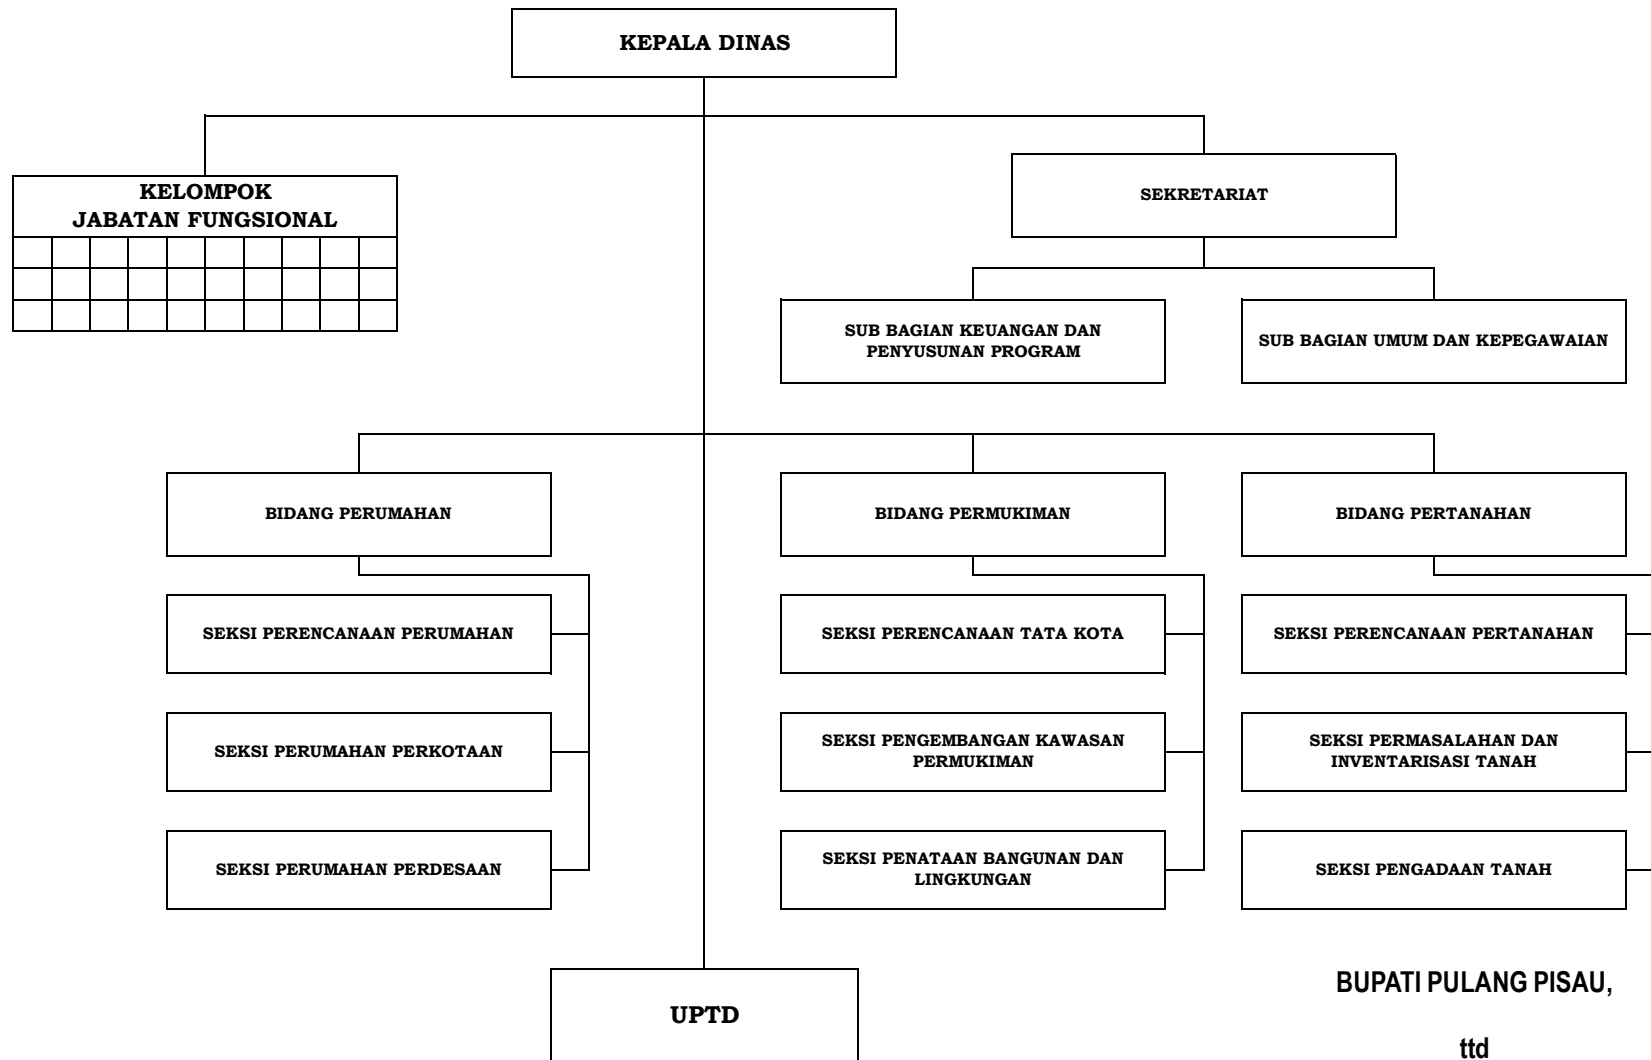 KEPALA DINAS
KELOMPOK
JABATAN FUNGSIONAL
SEKRETARIAT
SUB BAGIAN KEUANGAN DAN
PENYUSUNAN PROGRAM
SUB BAGIAN UMUM DAN KEPEGAWAIAN
BIDANG PERUMAHAN
BIDANG PERMUKIMAN
BIDANG PERTANAHAN
SEKSI PERENCANAAN PERUMAHAN
SEKSI PERENCANAAN TATA KOTA
SEKSI PERENCANAAN PERTANAHAN
SEKSI PERUMAHAN PERKOTAAN
SEKSI PENGEMBANGAN KAWASAN
PERMUKIMAN
SEKSI PERMASALAHAN DAN
INVENTARISASI TANAH
SEKSI PERUMAHAN PERDESAAN
SEKSI PENATAAN BANGUNAN DAN
LINGKUNGAN
SEKSI PENGADAAN TANAH
UPTD
BUPATI PULANG PISAU,
ttd